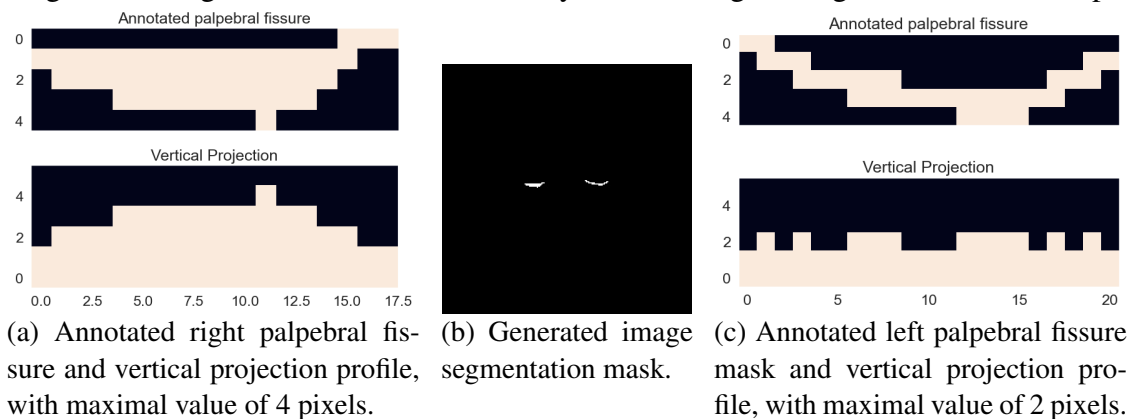 Annotated palpebral fissure
0
2
4
Vertical Projection
4
2
0
0.0 2.5 5.0 7.5 10.0 12.5 15.0 17.5
(a) Annotated right palpebral fis-
sure and vertical projection profile,
with maximal value of 4 pixels.
(b) Generated image
segmentation mask.
Annotated palpebral fissure
0
2
4
Vertical Projection
4
2
0
0 5 10 15 20
(c) Annotated left palpebral fissure
mask and vertical projection pro-
file, with maximal value of 2 pixels.